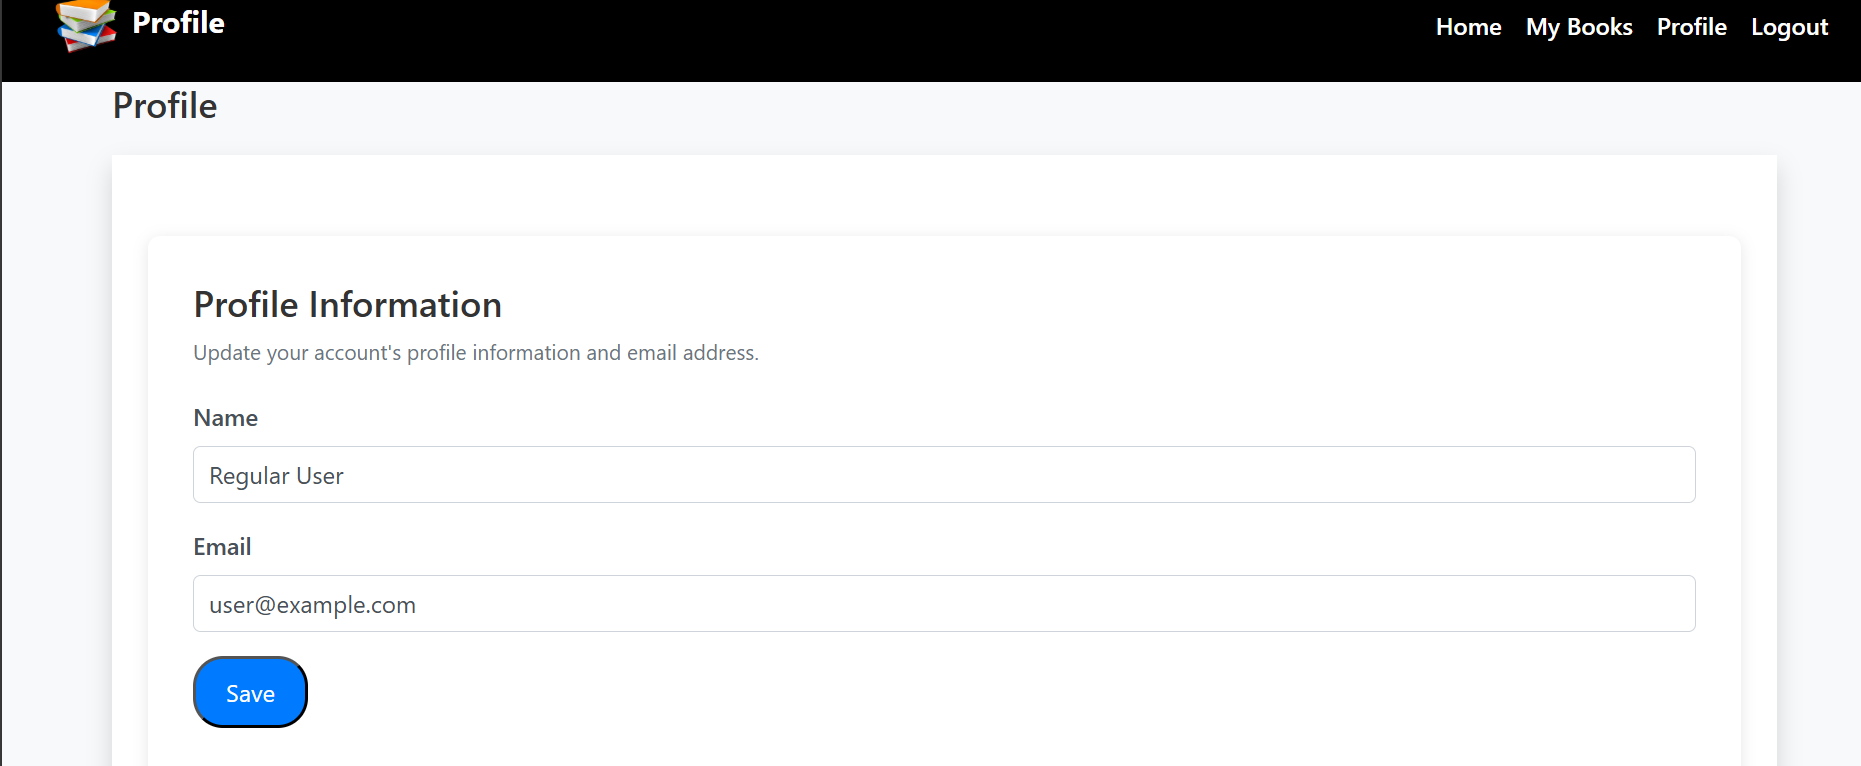 Profile
Home My Books Profile Logout
Profile
Profile Information
Update your account's profile information and email address.
Name
Regular User
Email
user@example.com
Save